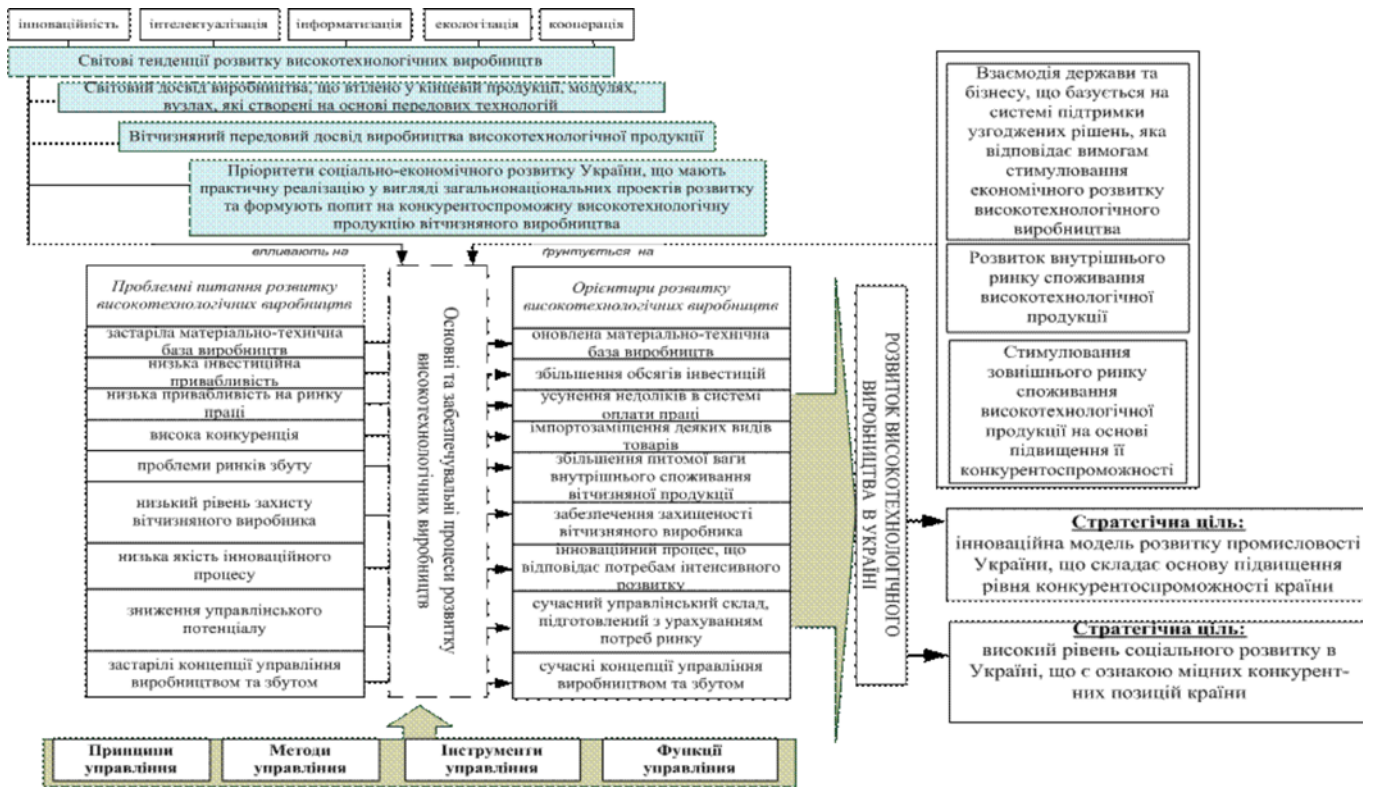 інноваційність
інтелектуалізація
інформатизація
екологізація
кооперація
Світові тенденції розвитку високотехнологічних виробництв
Світовий досвід виробництва, що втілено у кінцевій продукції, модулях,
вузлах, які створені на основі передових технологій
Вітчизняний передовий досвід виробництва високотехнологічної продукції
Пріоритети соціально-економічного розвитку України, що мають
практичну реалізацію у вигляді загальнонаціональних проектів розвитку
та формують попит на конкурентоспроможну високотехнологічну
продукцію вітчизняного виробництва
Взаємодія держави та
бізнесу, що базується на
системі підтримки
узгоджених рішень, яка
відповідає вимогам
стимулювання
економічного розвитку
високотехнологічного
виробництва
Розвиток внутрішнього
ринку споживання
високотехнологічної
продукції
Стимулювання
зовнішнього ринку
споживання
високотехнологічної
продукції на основі
підвищення її
конкурентоспроможності
впливають на
ґрунтується на
Проблемні питання розвитку
високотехнологічних виробництв
застаріла матеріально-технічна
база виробництв
низька інвестиційна
привабливість
низька привабливість на ринку
праці
висока конкуренція
проблеми ринків збуту
низький рівень захисту
вітчизняного виробника
низька якість інноваційного
процесу
зниження управлінського
потенціалу
застарілі концепції управління
виробництвом та збутом
Основні та забезпечувальні процеси розвитку
високотехнологічних виробництв
Орієнтири розвитку
високотехнологічних виробництв
оновлена матеріально-технічна
база виробництв
збільшення обсягів інвестицій
усунення недоліків в системі
оплати праці
імпортозаміщення деяких видів
товарів
збільшення питомої ваги
внутрішнього споживання
вітчизняної продукції
забезпечення захищеності
вітчизняного виробника
інноваційний процес, що
відповідає потребам інтенсивного
розвитку
сучасний управлінський склад,
підготовлений з урахуванням
потреб ринку
сучасні концепції управління
виробництвом та збутом
РОЗВИТОК ВИСОКОТЕХНОЛОГІЧНОГО
ВИРОБНИЦТВА В УКРАЇНІ
Стратегічна ціль:
інноваційна модель розвитку промисловості
України, що складає основу підвищення
рівня конкурентоспроможності країни
Стратегічна ціль:
високий рівень соціального розвитку в
Україні, що є ознакою міцних конкурент-
них позицій країни
Принципи
управління
Методи
управління
Інструменти
управління
Функції
управління